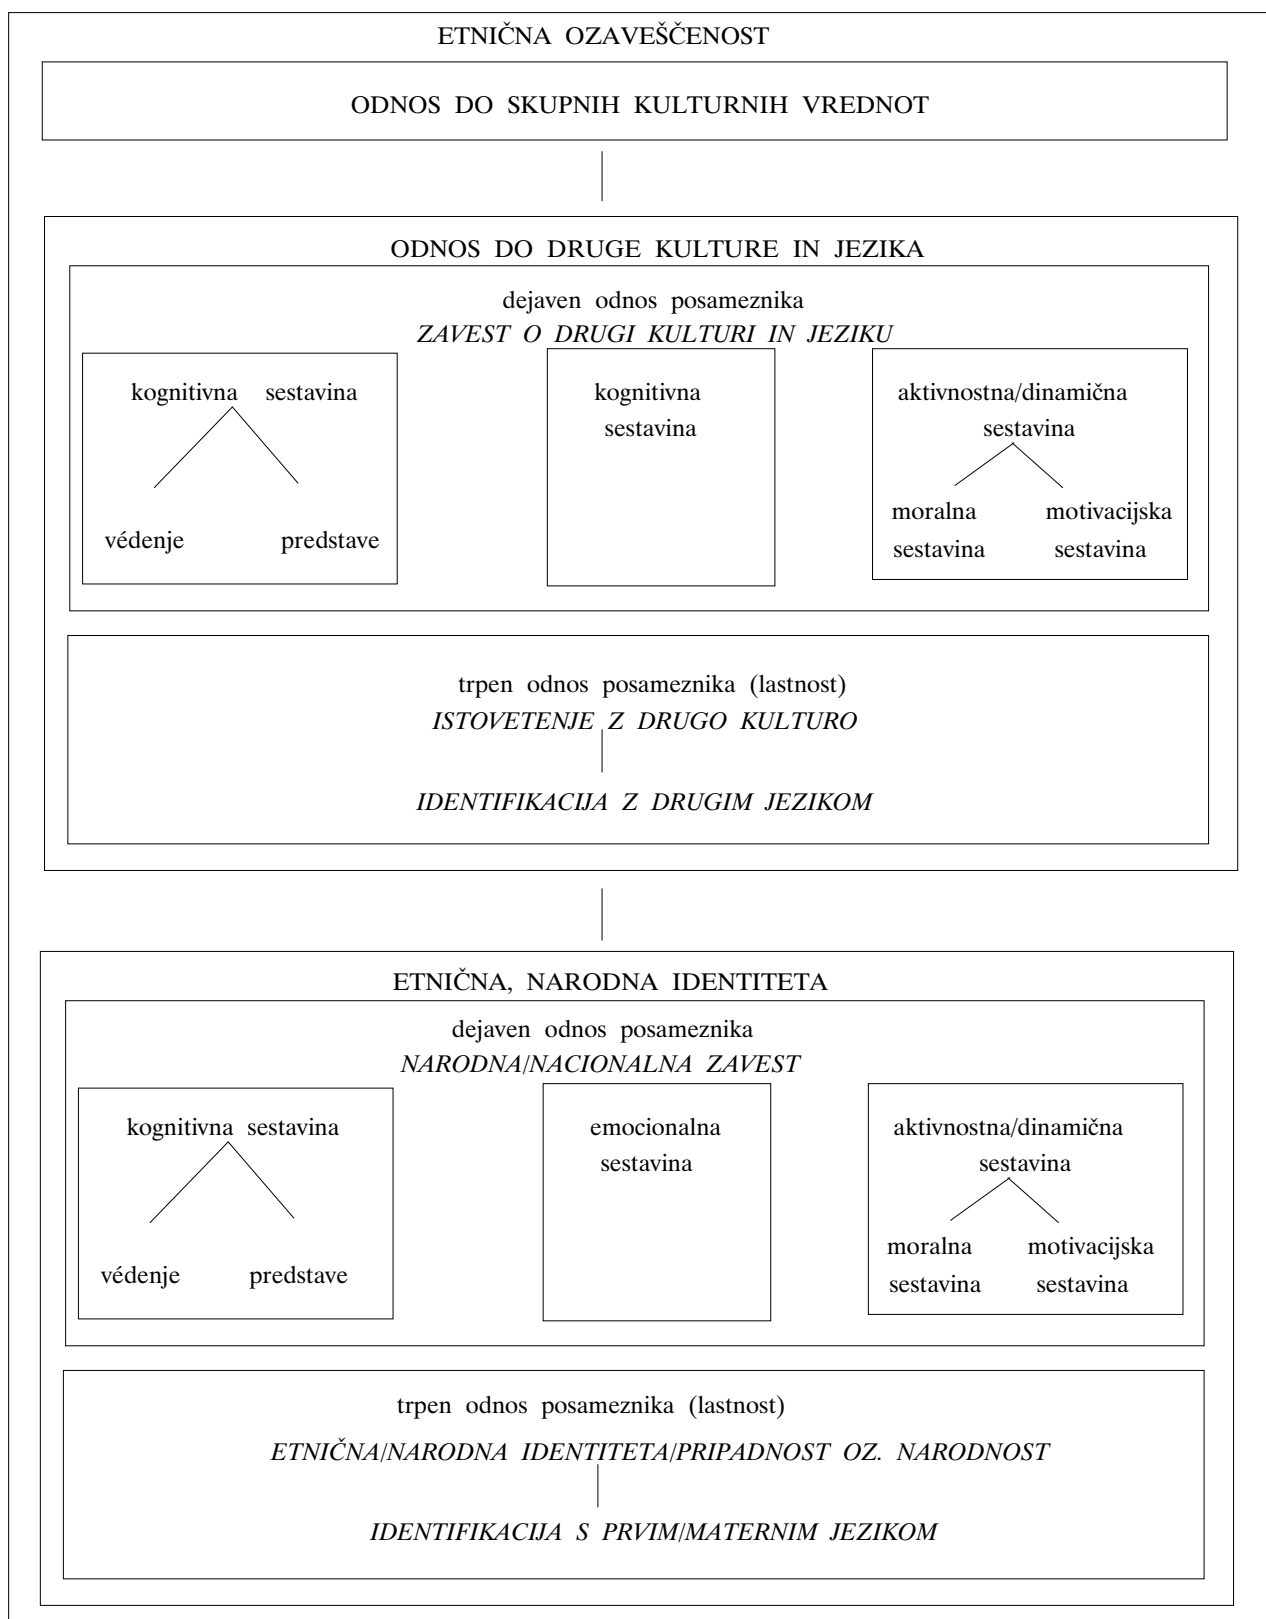 ETNIČNA OZAVEŠČENOST
ODNOS DO SKUPNIH KULTURNIH VREDNOT
ODNOS DO DRUGE KULTURE IN JEZIKA
dejaven odnos posameznika
ZAVEST O DRUGI KULTURI IN JEZIKU
kognitivna sestavina
védenje
predstave
kognitivna
sestavina
aktivnostna/dinamična
sestavina
moralna
sestavina
motivacijska
sestavina
trpen odnos posameznika (lastnost)
ISTOVETENJE Z DRUGO KULTURO
IDENTIFIKACIJA Z DRUGIM JEZIKOM
ETNIČNA, NARODNA IDENTITETA
dejaven odnos posameznika
NARODNA/NACIONALNA ZAVEST
kognitivna sestavina
védenje
predstave
emocionalna
sestavina
aktivnostna/dinamična
sestavina
moralna
sestavina
motivacijska
sestavina
trpen odnos posameznika (lastnost)
ETNIČNA/NARODNA IDENTITETA/PRIPADNOST OZ. NARODNOST
IDENTIFIKACIJA S PRVIM/MATERNIM JEZIKOM